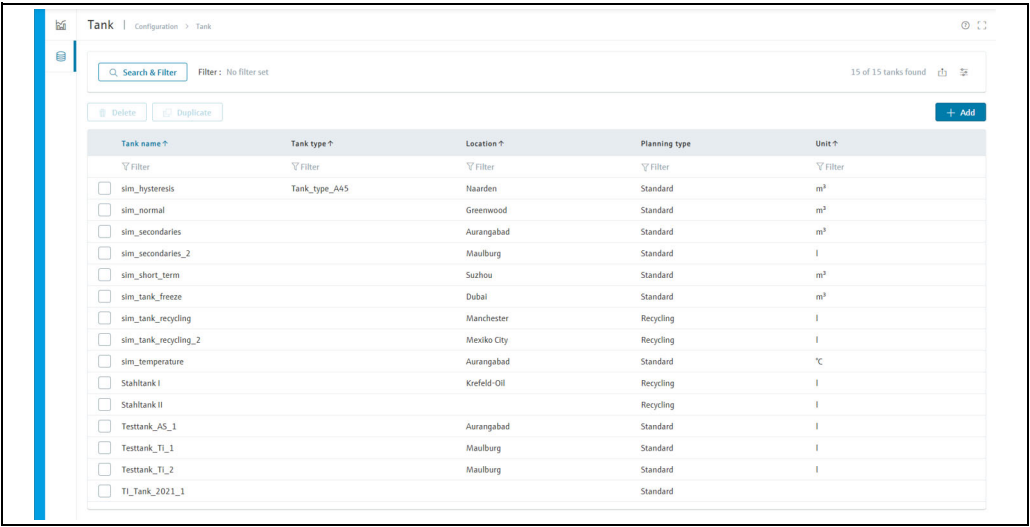 Tank | Configuration > Tank
Search & Filter Filter : No filter set 15 of 15 tanks found
Delete Duplicate + Add
Tank name ↑ Tank type ↑ Location ↑ Planning type Unit ↑
Filter Filter Filter Filter Filter
sim_hysteresis Tank_type_A45 Naarden Standard m³
sim_normal Greenwood Standard m³
sim_secondaries Aurangabad Standard m³
sim_secondaries_2 Maulburg Standard l
sim_short_term Suzhou Standard m³
sim_tank_freeze Dubai Standard m³
sim_tank_recycling Manchester Recycling l
sim_tank_recycling_2 Mexiko City Recycling l
sim_temperature Aurangabad Standard °C
Stahltank I Krefeld-Oil Recycling l
Stahltank II Recycling l
Testtank_AS_1 Aurangabad Standard l
Testtank_Ti_1 Maulburg Standard l
Testtank_Ti_2 Maulburg Standard l
TI_Tank_2021_1 Standard